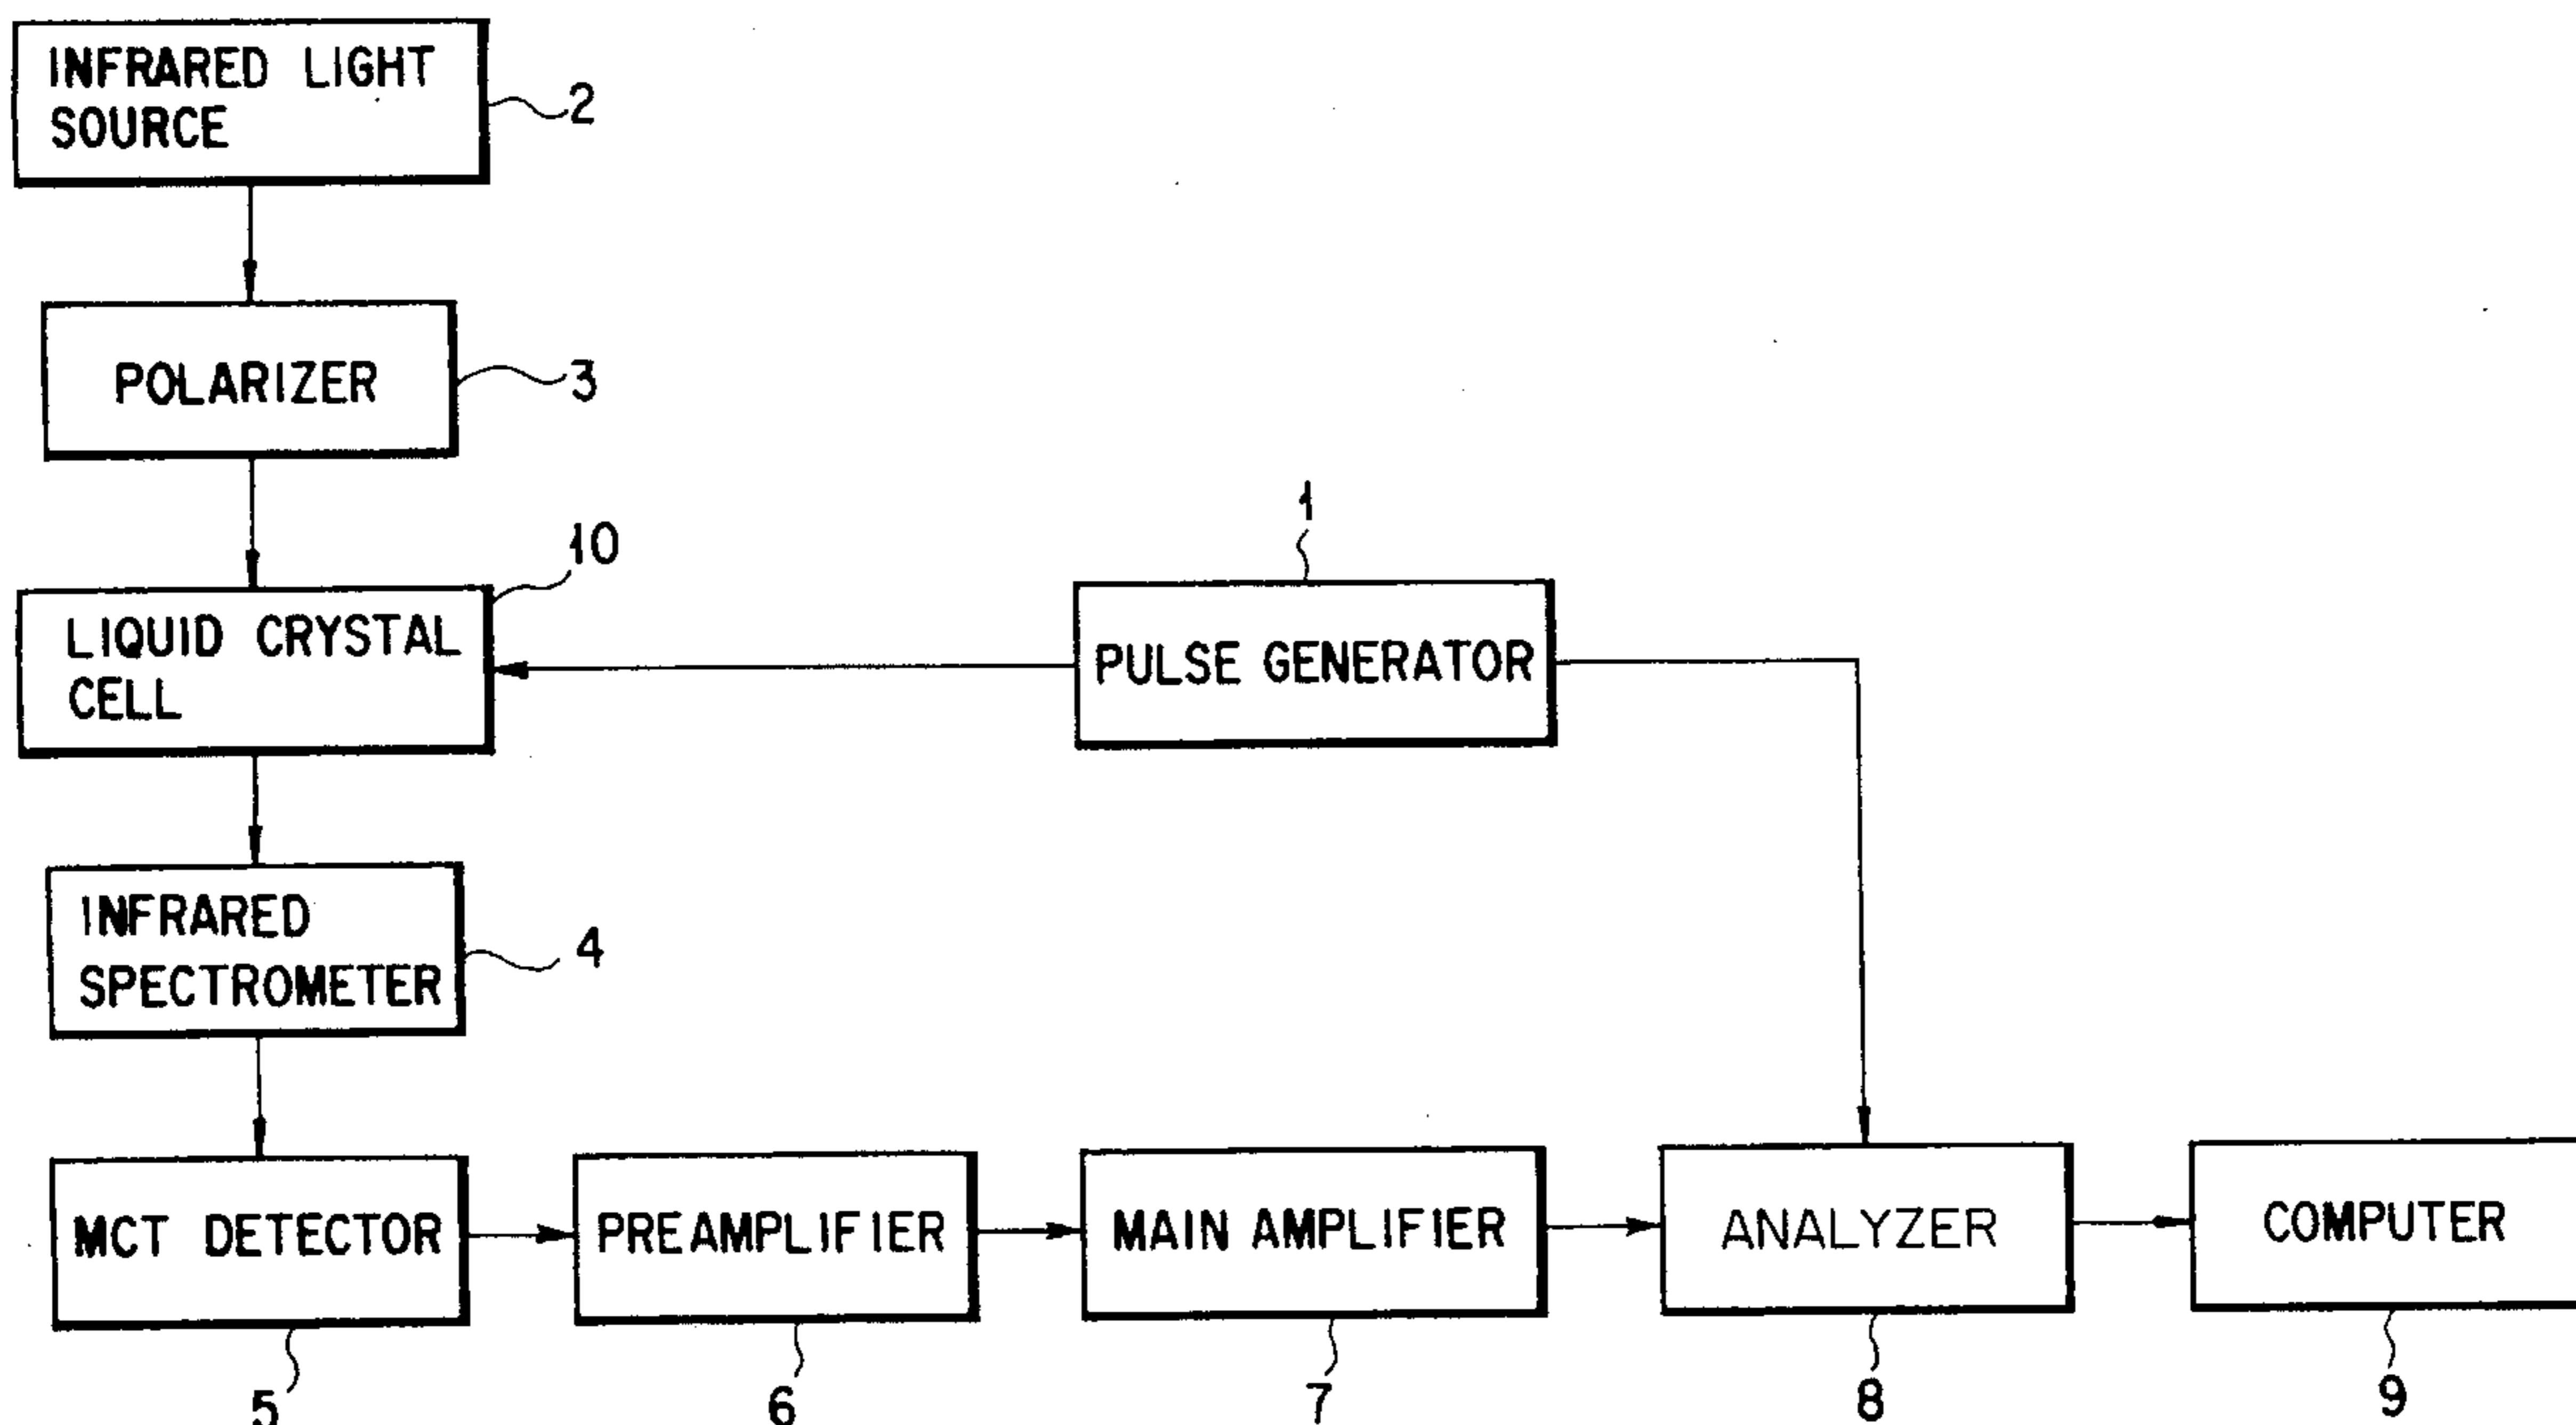 INFRARED LIGHT
SOURCE
2
POLARIZER
3
10
LIQUID CRYSTAL
CELL
1
PULSE GENERATOR
INFRARED
SPECTROMETER
4
MCT DETECTOR
PREAMPLIFIER
MAIN AMPLIFIER
ANALYZER
COMPUTER
5
6
7
8
9